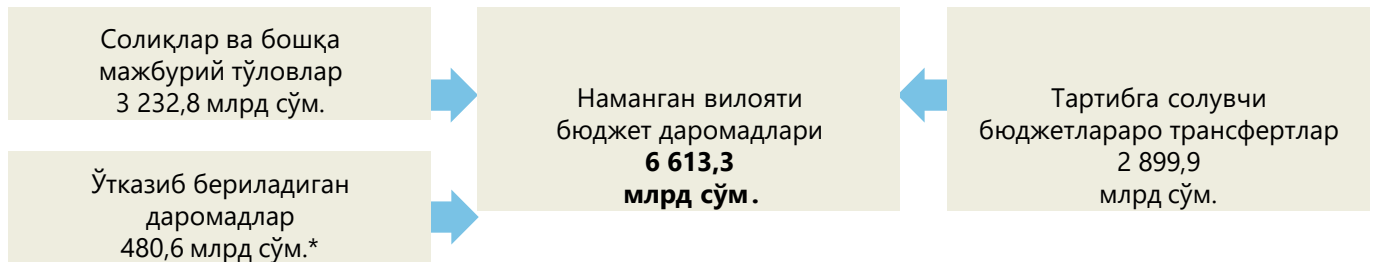 Солиқлар ва бошқа
мажбурий тўловлар
3 232,8 млрд сўм.
Ўтказиб бериладиган
даромадлар
480,6 млрд сўм.*
Наманган вилояти
бюджет даромадлари
6 613,3
млрд сўм.
Тартибга солувчи
бюджетлараро трансфертлар
2 899,9
млрд сўм.